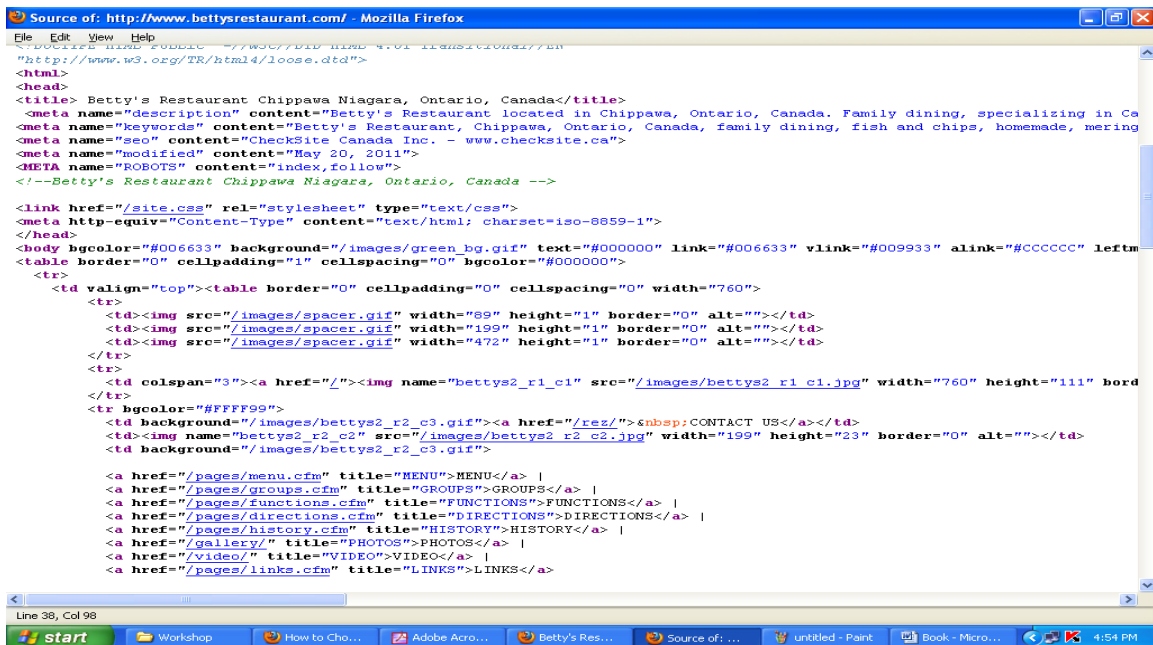 Source of: http://www.bettysrestaurant.com/ - Mozilla Firefox
File Edit View Help
<!DOCTYPE HTML PUBLIC "-//W3C//DTD HTML 4.01 Transitional//EN"
"http://www.w3.org/TR/html4/loose.dtd">
<html>
<head>
<title> Betty's Restaurant Chippawa Niagara, Ontario, Canada</title>
<meta name="description" content="Betty's Restaurant located in Chippawa, Ontario, Canada. Family dining, specializing in Ca
<meta name="keywords" content="Betty's Restaurant, Chippawa, Ontario, Canada, family dining, fish and chips, homemade, mering
<meta name="seo" content="CheckSite Canada Inc. - www.checksite.ca">
<meta name="modified" content="May 20, 2011">
<META name="ROBOTS" content="index,follow">
<!--Betty's Restaurant Chippawa Niagara, Ontario, Canada -->
<link href="/site.css" rel="stylesheet" type="text/css">
<meta http-equiv="Content-Type" content="text/html; charset=iso-8859-1">
</head>
<body bgcolor="#006633" background="/images/green_bg.gif" text="#000000" link="#006633" vlink="#009933" alink="#CCCCCC" leftm
<table border="0" cellpadding="1" cellspacing="0" bgcolor="#000000">
<tr>
<td valign="top"><table border="0" cellpadding="0" cellspacing="0" width="760">
<tr>
<td><img src="/images/spacer.gif" width="89" height="1" border="0" alt=""></td>
<td><img src="/images/spacer.gif" width="199" height="1" border="0" alt=""></td>
<td><img src="/images/spacer.gif" width="472" height="1" border="0" alt=""></td>
</tr>
<tr>
<td colspan="3"><a href="/"><img name="bettys2_r1_c1" src="/images/bettys2_r1_c1.jpg" width="760" height="111" bord
</tr>
<tr bgcolor="#FFFF99">
<td background="/images/bettys2_r2_c3.gif"><a href="/rez/">&nbsp;CONTACT US</a></td>
<td><img name="bettys2_r2_c2" src="/images/bettys2_r2_c2.jpg" width="199" height="23" border="0" alt=""></td>
<td background="/images/bettys2_r2_c3.gif">
<a href="/pages/menu.cfm" title="MENU">MENU</a> |
<a href="/pages/groups.cfm" title="GROUPS">GROUPS</a> |
<a href="/pages/functions.cfm" title="FUNCTIONS">FUNCTIONS</a> |
<a href="/pages/directions.cfm" title="DIRECTIONS">DIRECTIONS</a> |
<a href="/pages/history.cfm" title="HISTORY">HISTORY</a> |
<a href="/gallery/" title="PHOTOS">PHOTOS</a> |
<a href="/video/" title="VIDEO">VIDEO</a> |
<a href="/pages/links.cfm" title="LINKS">LINKS</a>
Line 38, Col 98
start Workshop How to Cho... Adobe Acro... Betty's Res... Source of: ... untitled - Paint Book - Micro... 4:54 PM